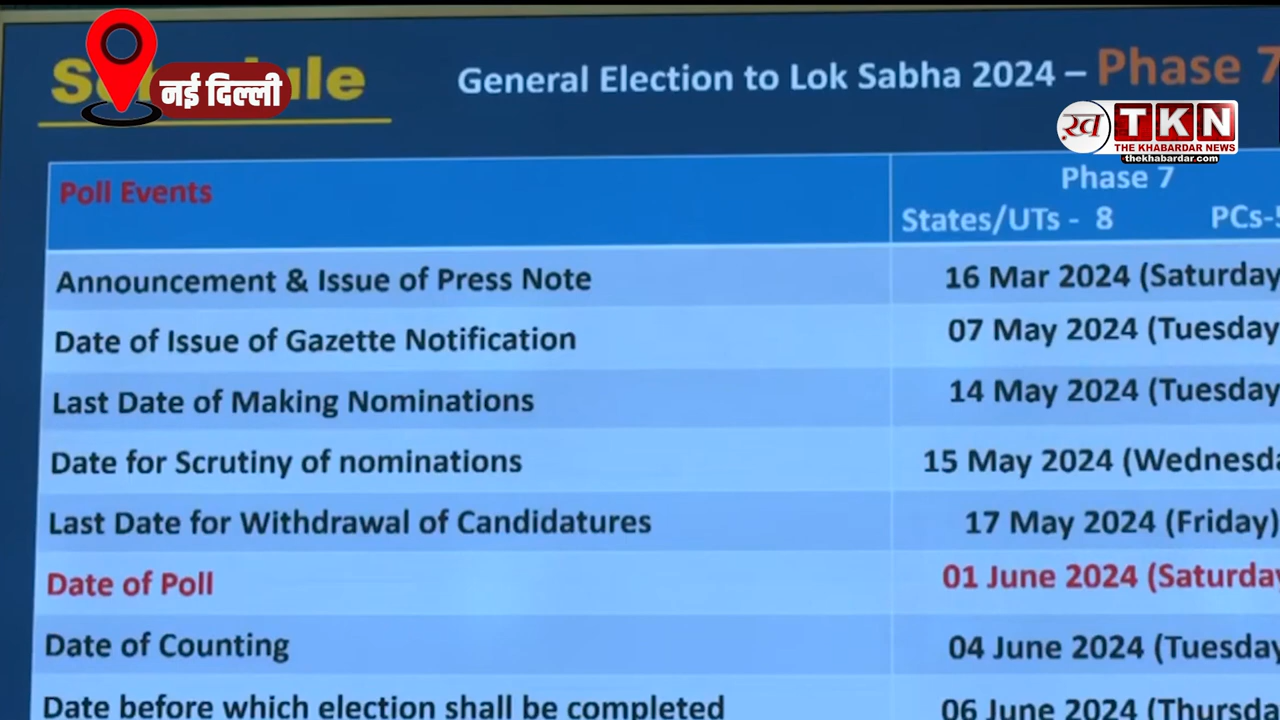 General Election to Lok Sabha 2024 – Phase 7
नई दिल्ली
ख़
TKN
THE KHABARDAR NEWS
thekhabardar.com
Poll Events
Phase 7
States/UTs - 8 PCs-
Announcement & Issue of Press Note 16 Mar 2024 (Saturday
Date of Issue of Gazette Notification 07 May 2024 (Tuesday
Last Date of Making Nominations 14 May 2024 (Tuesday
Date for Scrutiny of nominations 15 May 2024 (Wednesda
Last Date for Withdrawal of Candidatures 17 May 2024 (Friday)
Date of Poll 01 June 2024 (Saturday
Date of Counting 04 June 2024 (Tuesday
Date before which election shall be completed 06 June 2024 (Thursda